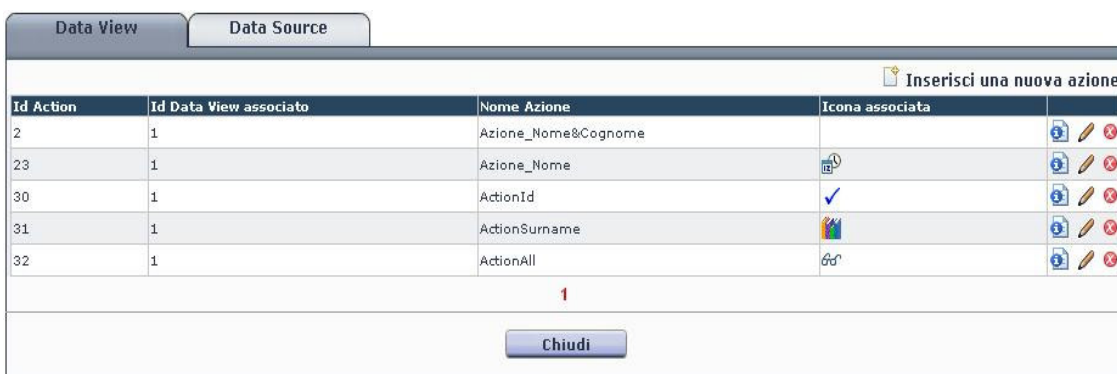 Data View Data Source
Inserisci una nuova azione
Id Action Id Data View associato Nome Azione Icona associata
2 1 Azione_Nome&Cognome
23 1 Azione_Nome
30 1 ActionId
31 1 ActionSurname
32 1 ActionAll
1
Chiudi